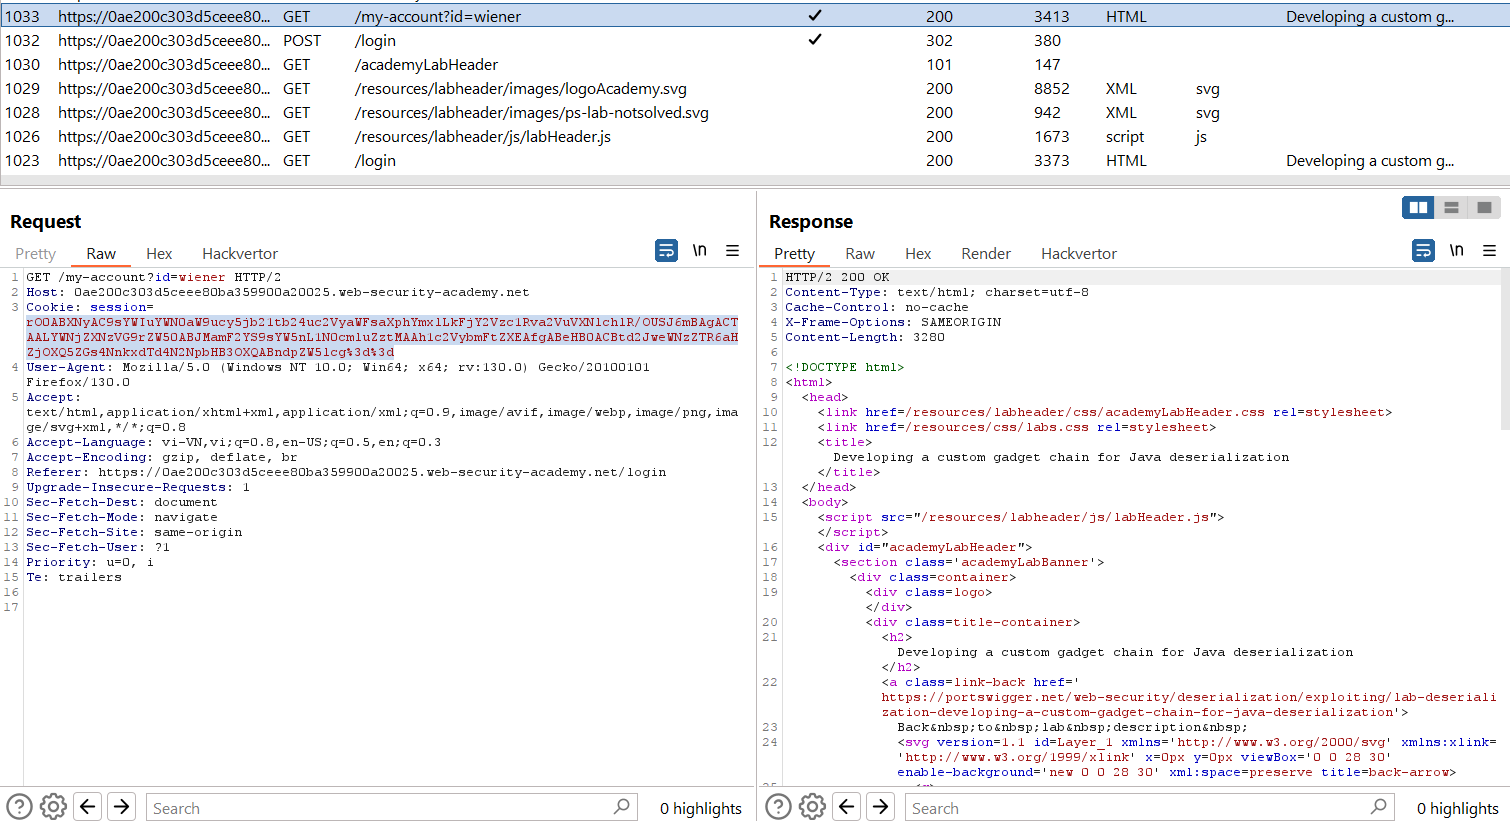 1033 https://0ae200c303d5ceee80... GET /my-account?id=wiener ✓ 200 3413 HTML Developing a custom g...
1032 https://0ae200c303d5ceee80... POST /login ✓ 302 380
1030 https://0ae200c303d5ceee80... GET /academyLabHeader 101 147
1029 https://0ae200c303d5ceee80... GET /resources/labheader/images/logoAcademy.svg 200 8852 XML svg
1028 https://0ae200c303d5ceee80... GET /resources/labheader/images/ps-lab-notsolved.svg 200 942 XML svg
1026 https://0ae200c303d5ceee80... GET /resources/labheader/js/labHeader.js 200 1673 script js
1023 https://0ae200c303d5ceee80... GET /login 200 3373 HTML Developing a custom g...
Request
Pretty Raw Hex Hackvertor \n
1 GET /my-account?id=wiener HTTP/2
2 Host: 0ae200c303d5ceee80ba359900a20025.web-security-academy.net
3 Cookie: session=
4 User-Agent: Mozilla/5.0 (Windows NT 10.0; Win64; x64; rv:130.0) Gecko/20100101
Firefox/130.0
5 Accept:
text/html,application/xhtml+xml,application/xml;q=0.9,image/avif,image/webp,image/png,ima
ge/svg+xml,*/*;q=0.8
6 Accept-Language: vi-VN,vi;q=0.8,en-US;q=0.5,en;q=0.3
7 Accept-Encoding: gzip, deflate, br
8 Referer: https://0ae200c303d5ceee80ba359900a20025.web-security-academy.net/login
9 Upgrade-Insecure-Requests: 1
10 Sec-Fetch-Dest: document
11 Sec-Fetch-Mode: navigate
12 Sec-Fetch-Site: same-origin
13 Sec-Fetch-User: ?1
14 Priority: u=0, i
15 Te: trailers
16
17
Search 0 highlights
Response
Pretty Raw Hex Render Hackvertor \n
1 HTTP/2 200 OK
2 Content-Type: text/html; charset=utf-8
3 Cache-Control: no-cache
4 X-Frame-Options: SAMEORIGIN
5 Content-Length: 3280
6
7 <!DOCTYPE html>
8 <html>
9 <head>
10 <link href=/resources/labheader/css/academyLabHeader.css rel=stylesheet>
11 <link href=/resources/css/labs.css rel=stylesheet>
12 <title>
Developing a custom gadget chain for Java deserialization
</title>
13 </head>
14 <body>
15 <script src="/resources/labheader/js/labHeader.js">
</script>
16 <div id="academyLabHeader">
17 <section class='academyLabBanner'>
18 <div class=container>
19 <div class=logo>
</div>
20 <div class=title-container>
21 <h2>
Developing a custom gadget chain for Java deserialization
</h2>
22 <a class=link-back href='
https://portswigger.net/web-security/deserialization/exploiting/lab-deseriali
zation-developing-a-custom-gadget-chain-for-java-deserialization'>
23 Back&nbsp;to&nbsp;lab&nbsp;description&nbsp;
24 <svg version=1.1 id=Layer_1 xmlns='http://www.w3.org/2000/svg' xmlns:xlink=
'http://www.w3.org/1999/xlink' x=0px y=0px viewBox='0 0 28 30'
enable-background='new 0 0 28 30' xml:space=preserve title=back-arrow>
Search 0 highlights